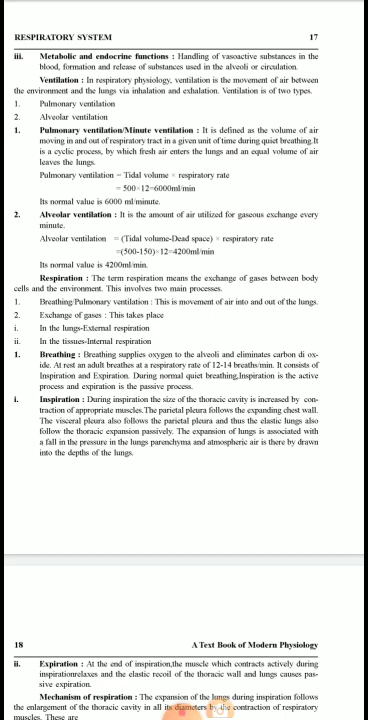 RESPIRATORY SYSTEM 17
iii. Metabolic and endocrine functions : Handling of vasoactive substances in the
blood, formation and release of substances used in the alveoli or circulation.
Ventilation : In respiratory physiology, ventilation is the movement of air between
the environment and the lungs via inhalation and exhalation. Ventilation is of two types.
1. Pulmonary ventilation
2. Alveolar ventilation
1. Pulmonary ventilation/Minute ventilation : It is defined as the volume of air
moving in and out of respiratory tract in a given unit of time during quiet breathing.It
is a cyclic process, by which fresh air enters the lungs and an equal volume of air
leaves the lungs.
Pulmonary ventilation = Tidal volume × respiratory rate
= 500×12=6000ml/min
Its normal value is 6000 ml/minute.
2. Alveolar ventilation : It is the amount of air utilized for gaseous exchange every
minute.
Alveolar ventilation = (Tidal volume-Dead space) × respiratory rate
=(500-150)×12=4200ml/min
Its normal value is 4200ml/min.
Respiration : The term respiration means the exchange of gases between body
cells and the environment. This involves two main processes.
1. Breathing/Pulmonary ventilation : This is movement of air into and out of the lungs.
2. Exchange of gases : This takes place
i. In the lungs-External respiration
ii. In the tissues-Internal respiration
1. Breathing : Breathing supplies oxygen to the alveoli and eliminates carbon di ox-
ide. At rest an adult breathes at a respiratory rate of 12-14 breaths/min. It consists of
Inspiration and Expiration. During normal quiet breathing,Inspiration is the active
process and expiration is the passive process.
i. Inspiration : During inspiration the size of the thoracic cavity is increased by con-
traction of appropriate muscles.The parietal pleura follows the expanding chest wall.
The visceral pleura also follows the parietal pleura and thus the elastic lungs also
follow the thoracic expansion passively. The expansion of lungs is associated with
a fall in the pressure in the lungs parenchyma and atmospheric air is there by drawn
into the depths of the lungs.
18 A Text Book of Modern Physiology
ii. Expiration : At the end of inspiration,the muscle which contracts actively during
inspirationrelaxes and the elastic recoil of the thoracic wall and lungs causes pas-
sive expiration.
Mechanism of respiration : The expansion of the lungs during inspiration follows
the enlargement of the thoracic cavity in all its diameters by the contraction of respiratory
muscles. These are